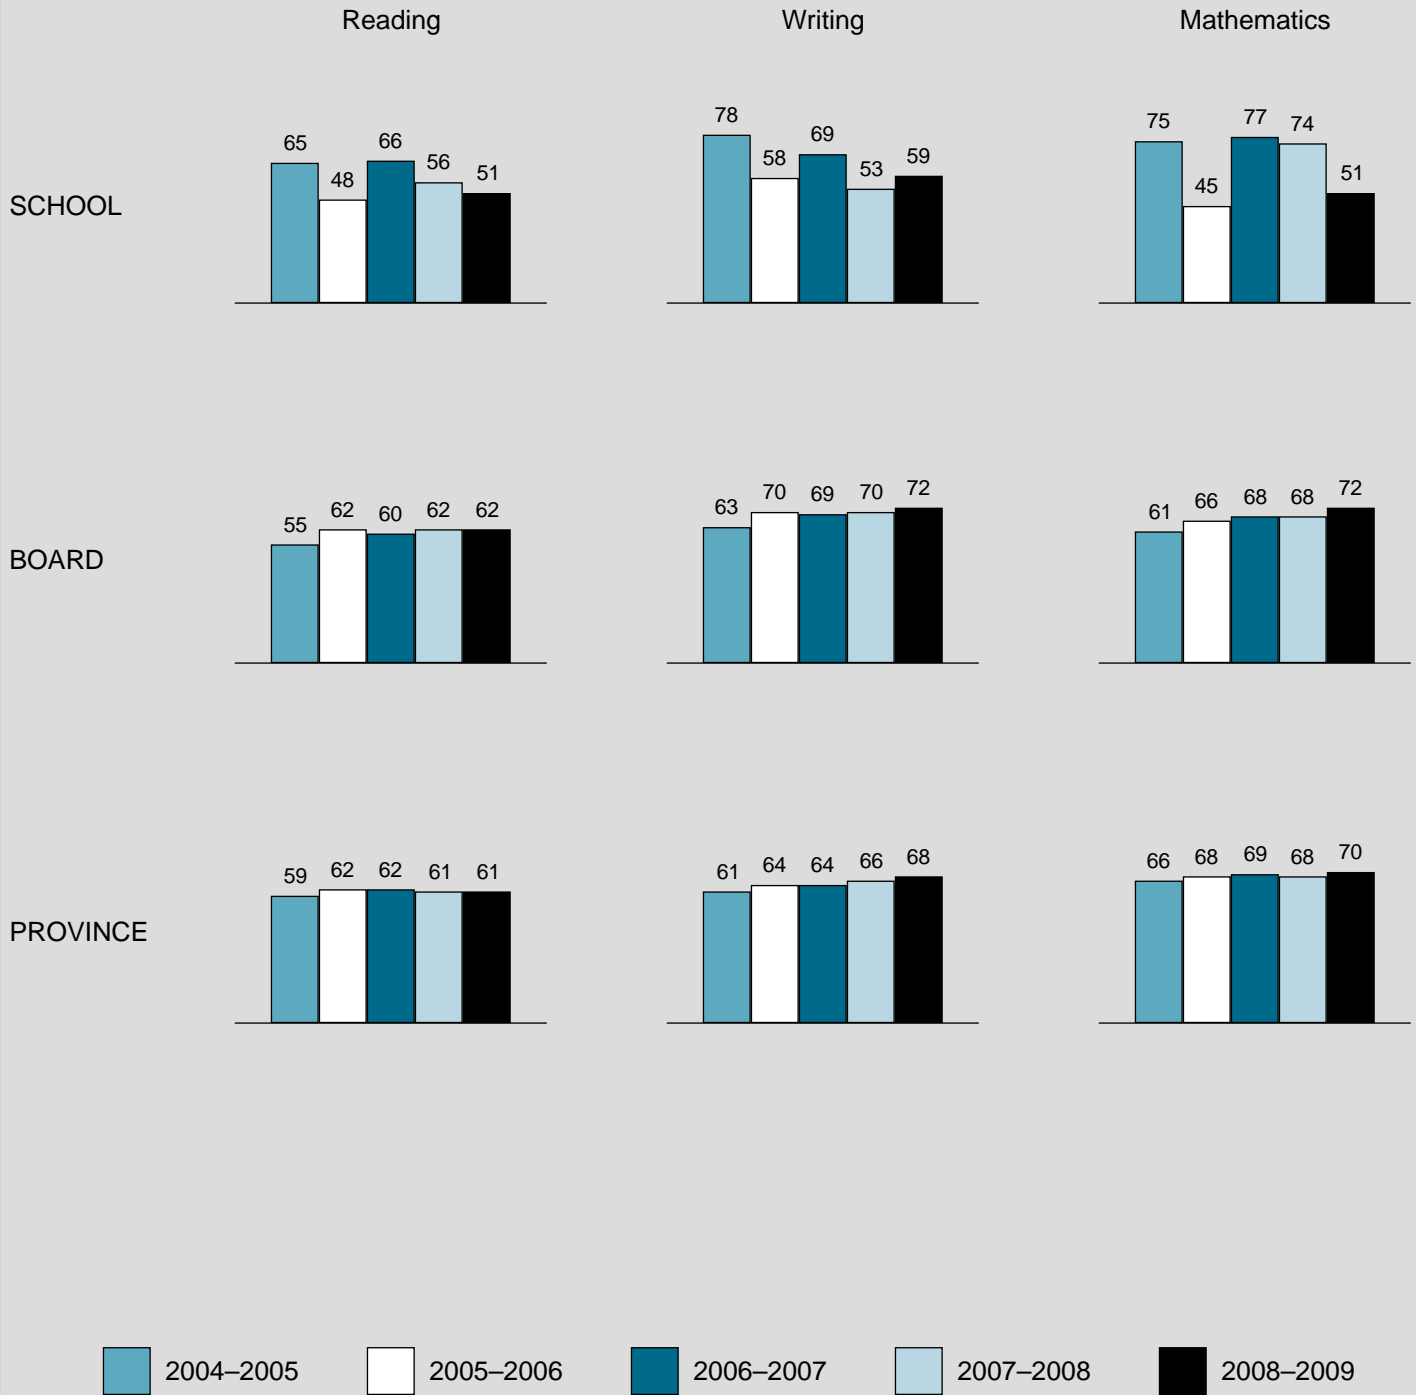 Reading Writing Mathematics
SCHOOL
65 48 66 56 51
78 58 69 53 59
75 45 77 74 51
BOARD
55 62 60 62 62
63 70 69 70 72
61 66 68 68 72
PROVINCE
59 62 62 61 61
61 64 64 66 68
66 68 69 68 70
2004–2005 2005–2006 2006–2007 2007–2008 2008–2009